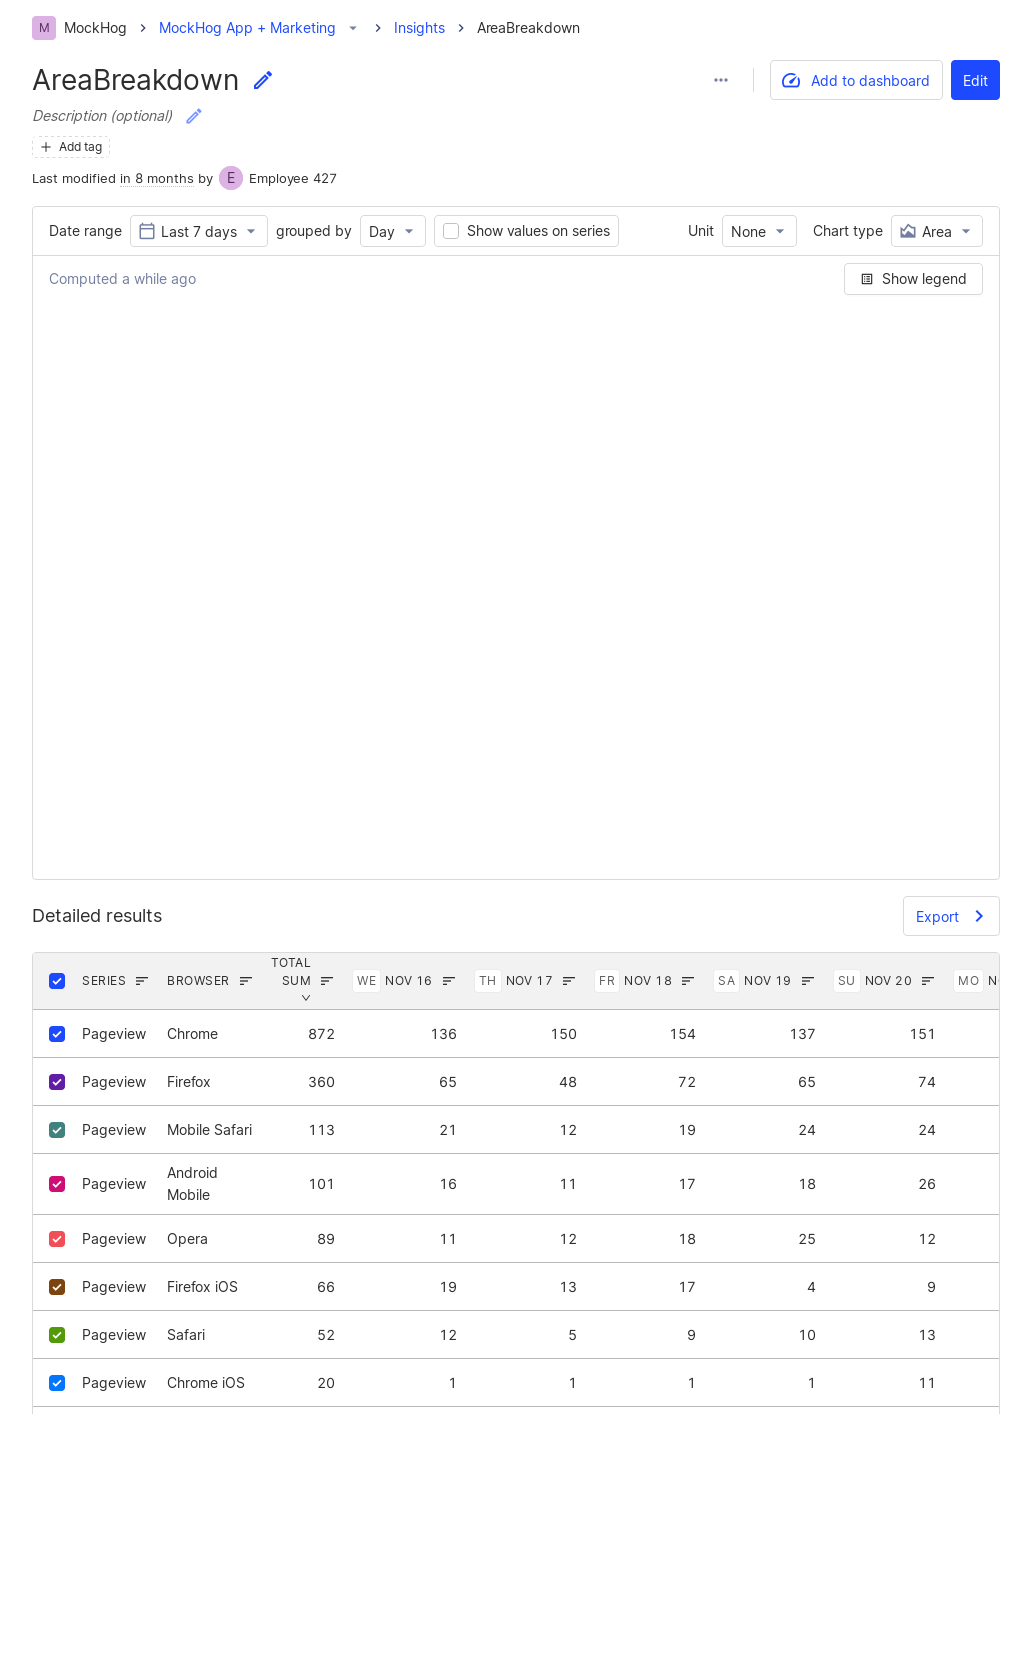 M MockHog MockHog App + Marketing Insights AreaBreakdown
AreaBreakdown
Add to dashboard Edit
Description (optional)
Add tag
Last modified in 8 months by E Employee 427
Date range Last 7 days grouped by Day Show values on series Unit None Chart type Area
Computed a while ago Show legend
Detailed results Export
SERIES BROWSER TOTAL SUM WE NOV 16 TH NOV 17 FR NOV 18 SA NOV 19 SU NOV 20 MO
Pageview Chrome 872 136 150 154 137 151
Pageview Firefox 360 65 48 72 65 74
Pageview Mobile Safari 113 21 12 19 24 24
Pageview Android Mobile 101 16 11 17 18 26
Pageview Opera 89 11 12 18 25 12
Pageview Firefox iOS 66 19 13 17 4 9
Pageview Safari 52 12 5 9 10 13
Pageview Chrome iOS 20 1 1 1 1 11